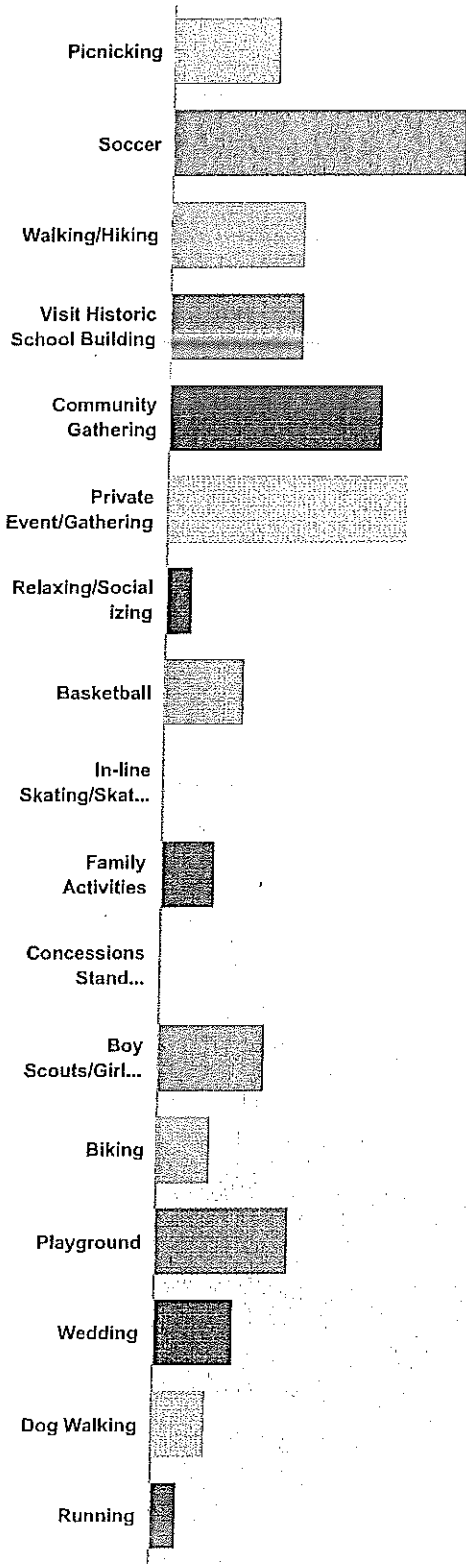 Picnicking
Soccer
Walking/Hiking
Visit Historic
School Building
Community
Gathering
Private
Event/Gathering
Relaxing/Social
izing
Basketball
In-line
Skating/Skat...
Family
Activities
Concessions
Stand...
Boy
Scouts/Girl...
Biking
Playground
Wedding
Dog Walking
Running